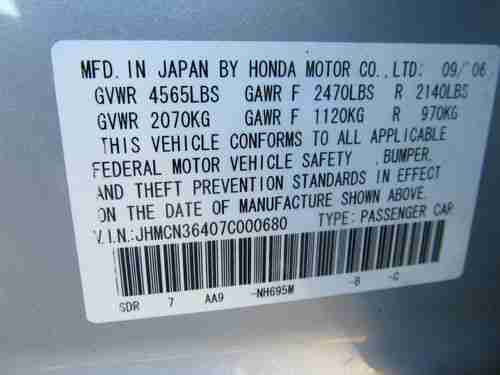 MFD. IN JAPAN BY HONDA MOTOR CO., LTD: 09/'06
GVWR 4565LBS GAWR F 2470LBS R 2140LBS
GVWR 2070KG GAWR F 1120KG R 970KG
THIS VEHICLE CONFORMS TO ALL APPLICABLE
FEDERAL MOTOR VEHICLE SAFETY , BUMPER,
AND THEFT PREVENTION STANDARDS IN EFFECT
ON THE DATE OF MANUFACTURE SHOWN ABOVE.
V.I.N.: JHMCN36407C000680 TYPE: PASSENGER CAR
SDR 7 AA9 -NH695M -B -C